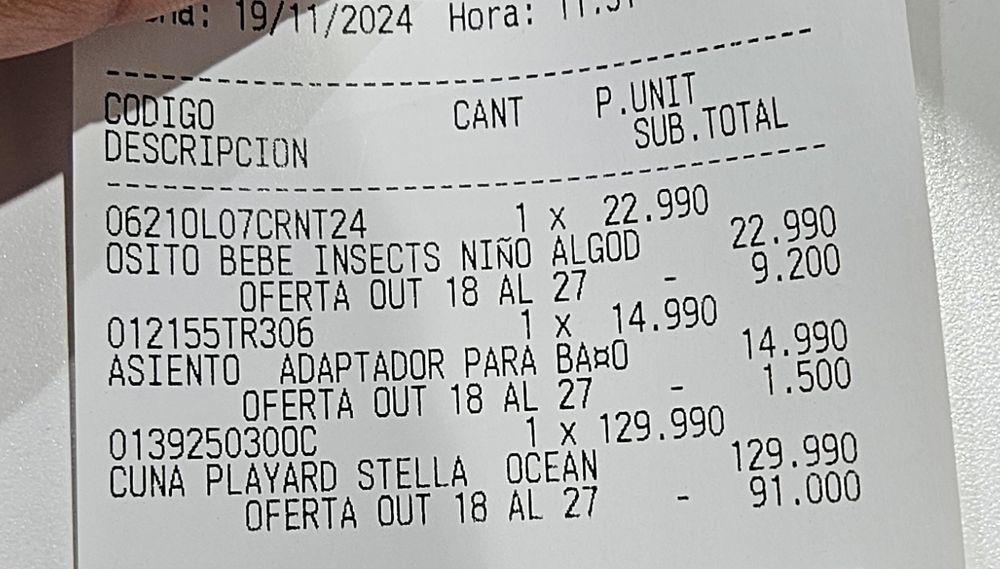 19/11/2024 Hora:
--------------------------------
CODIGO CANT P.UNIT
DESCRIPCION SUB.TOTAL
--------------------------------
06210L07CRNT24 1 x 22.990
OSITO BEBE INSECTS NIÑO ALGOD 22.990
OFERTA OUT 18 AL 27 - 9.200
012155TR306 1 x 14.990
ASIENTO ADAPTADOR PARA BA¤O 14.990
OFERTA OUT 18 AL 27 - 1.500
0139250300C 1 x 129.990
CUNA PLAYARD STELLA OCEAN 129.990
OFERTA OUT 18 AL 27 - 91.000